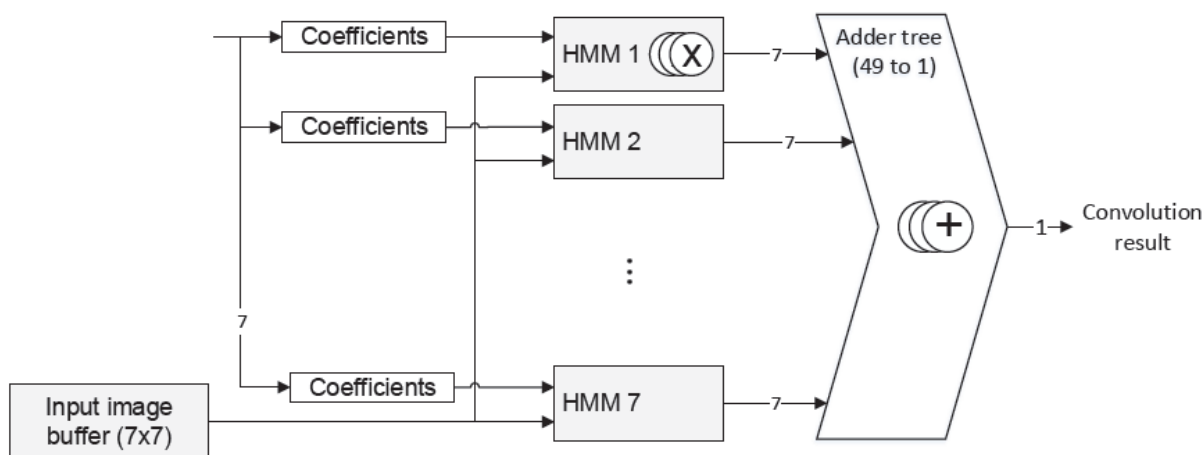 Coefficients
HMM 1
X
7
Adder tree
(49 to 1)
Coefficients
HMM 2
7
+
1
Convolution
result
7
Coefficients
HMM 7
7
Input image
buffer (7x7)